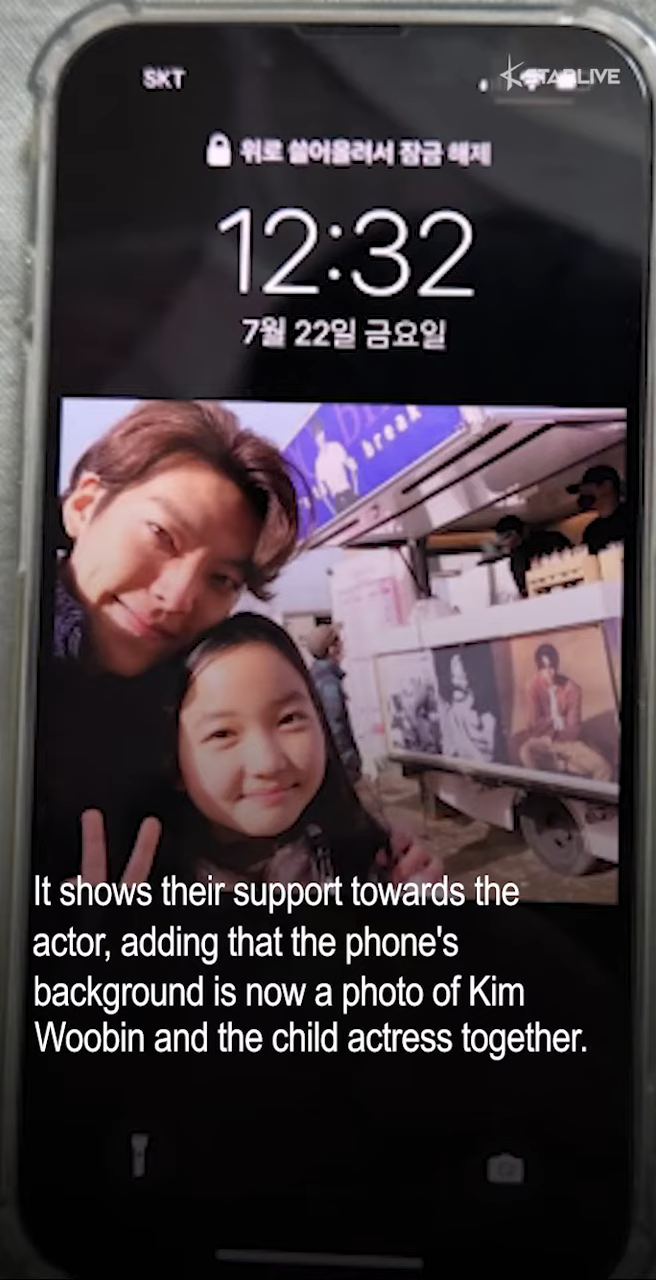 SKT
KSTARLIVE
위로 쓸어올려서 잠금 해제
12:32
7월 22일 금요일
break
It shows their support towards the
actor, adding that the phone's
background is now a photo of Kim
Woobin and the child actress together.